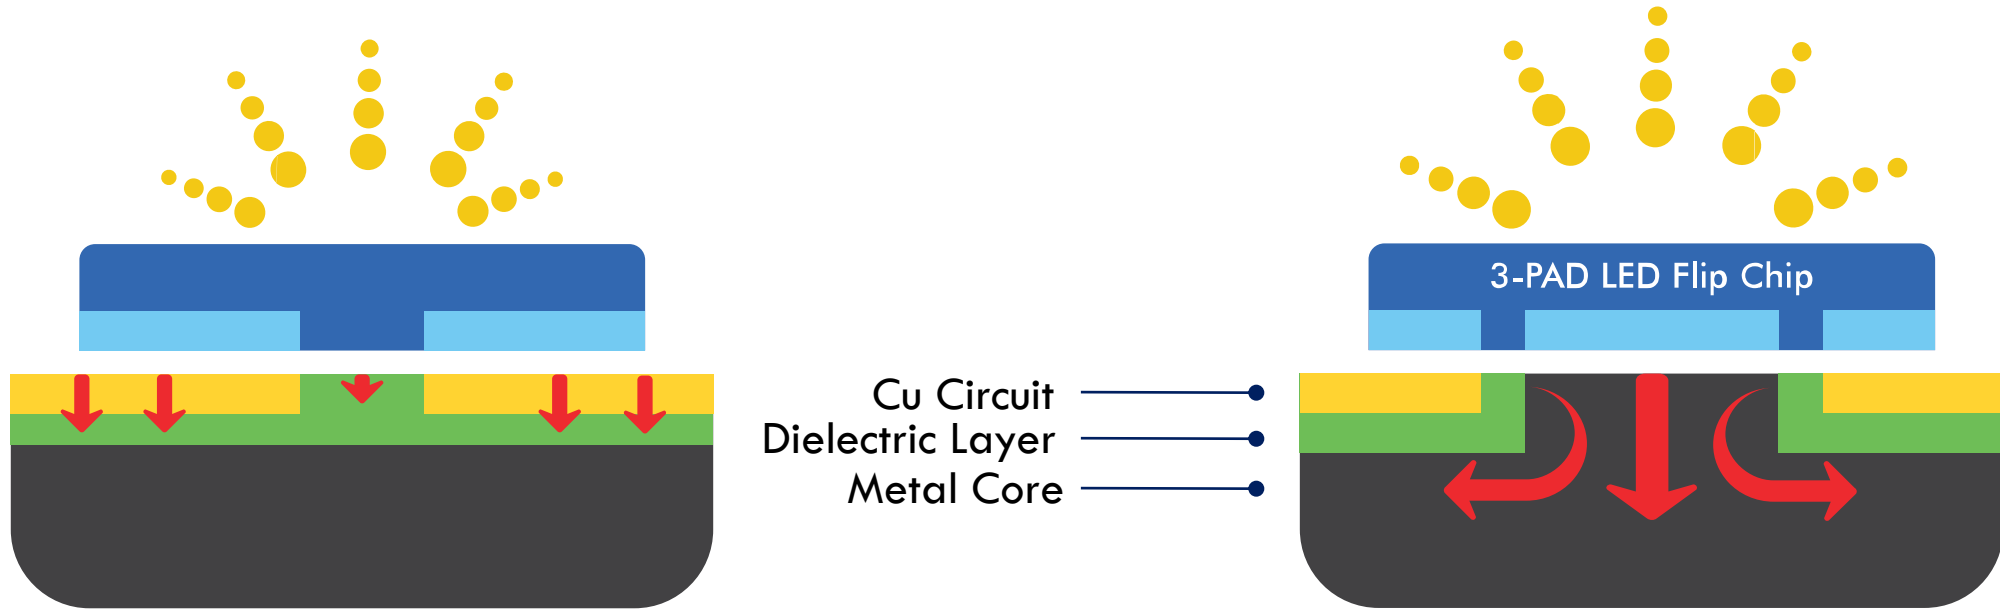 3-PAD LED Flip Chip
Cu Circuit
Dielectric Layer
Metal Core